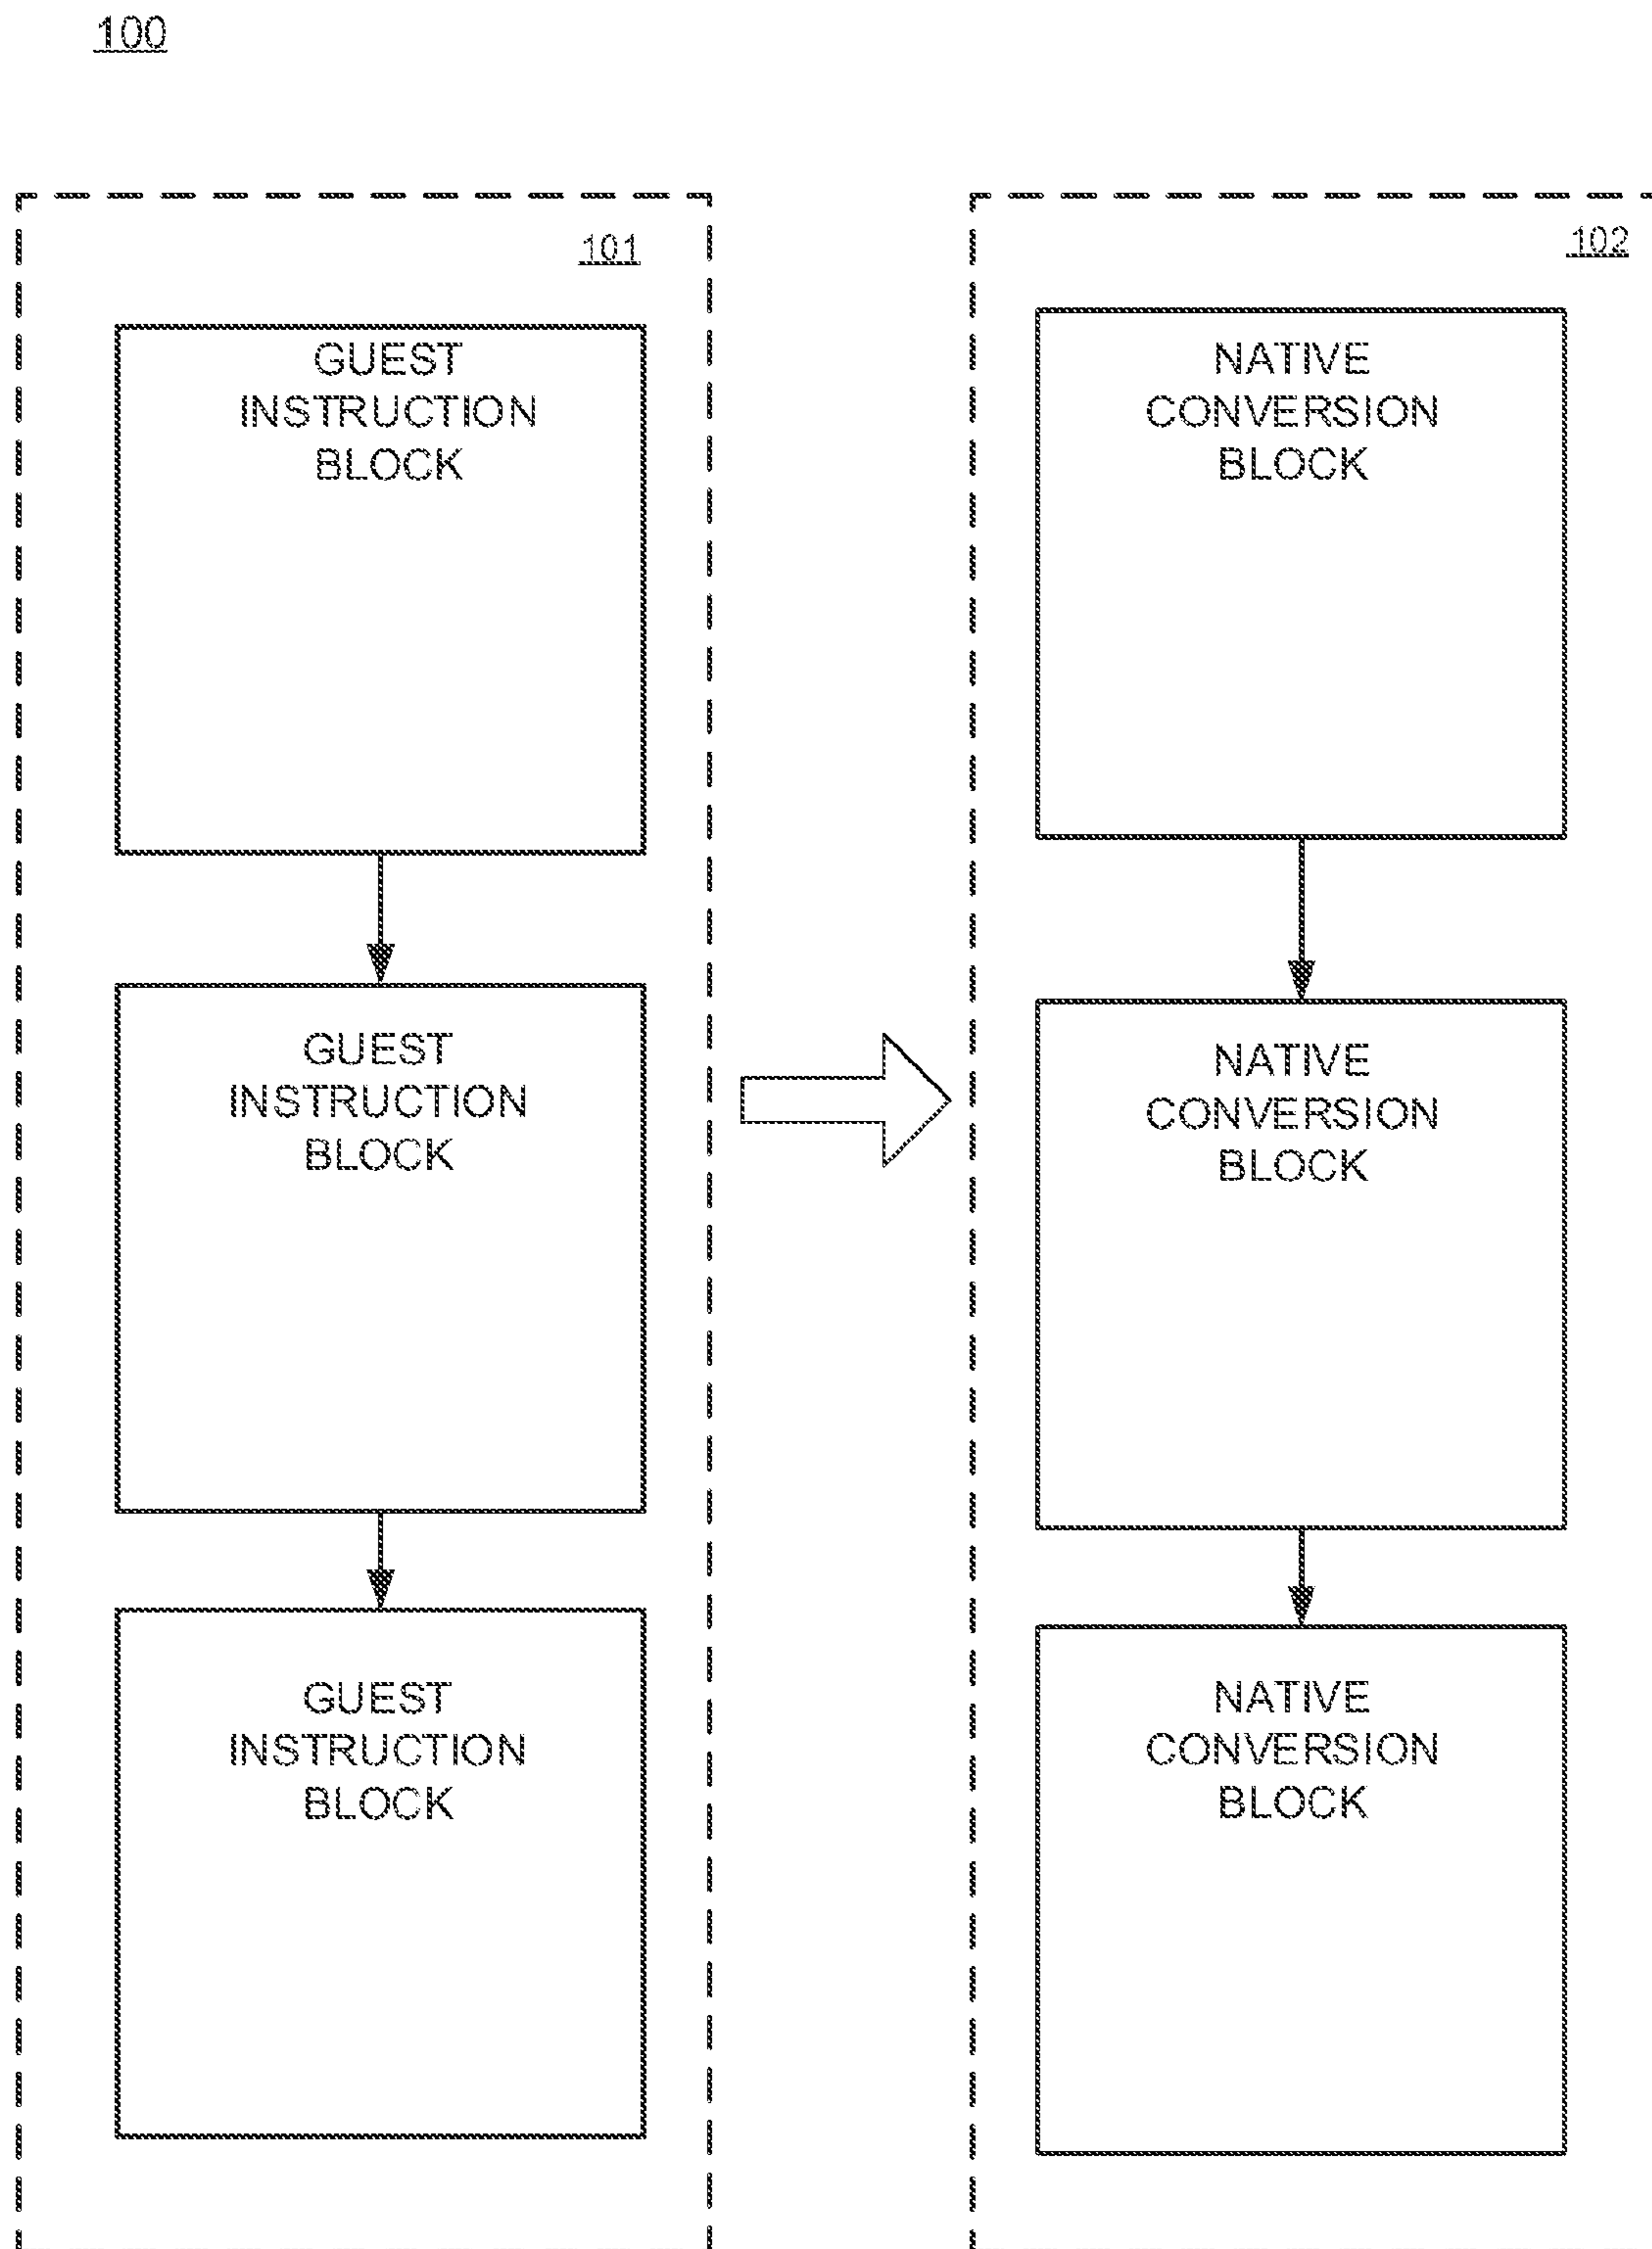 100
101
GUEST
INSTRUCTION
BLOCK
GUEST
INSTRUCTION
BLOCK
GUEST
INSTRUCTION
BLOCK
102
NATIVE
CONVERSION
BLOCK
NATIVE
CONVERSION
BLOCK
NATIVE
CONVERSION
BLOCK